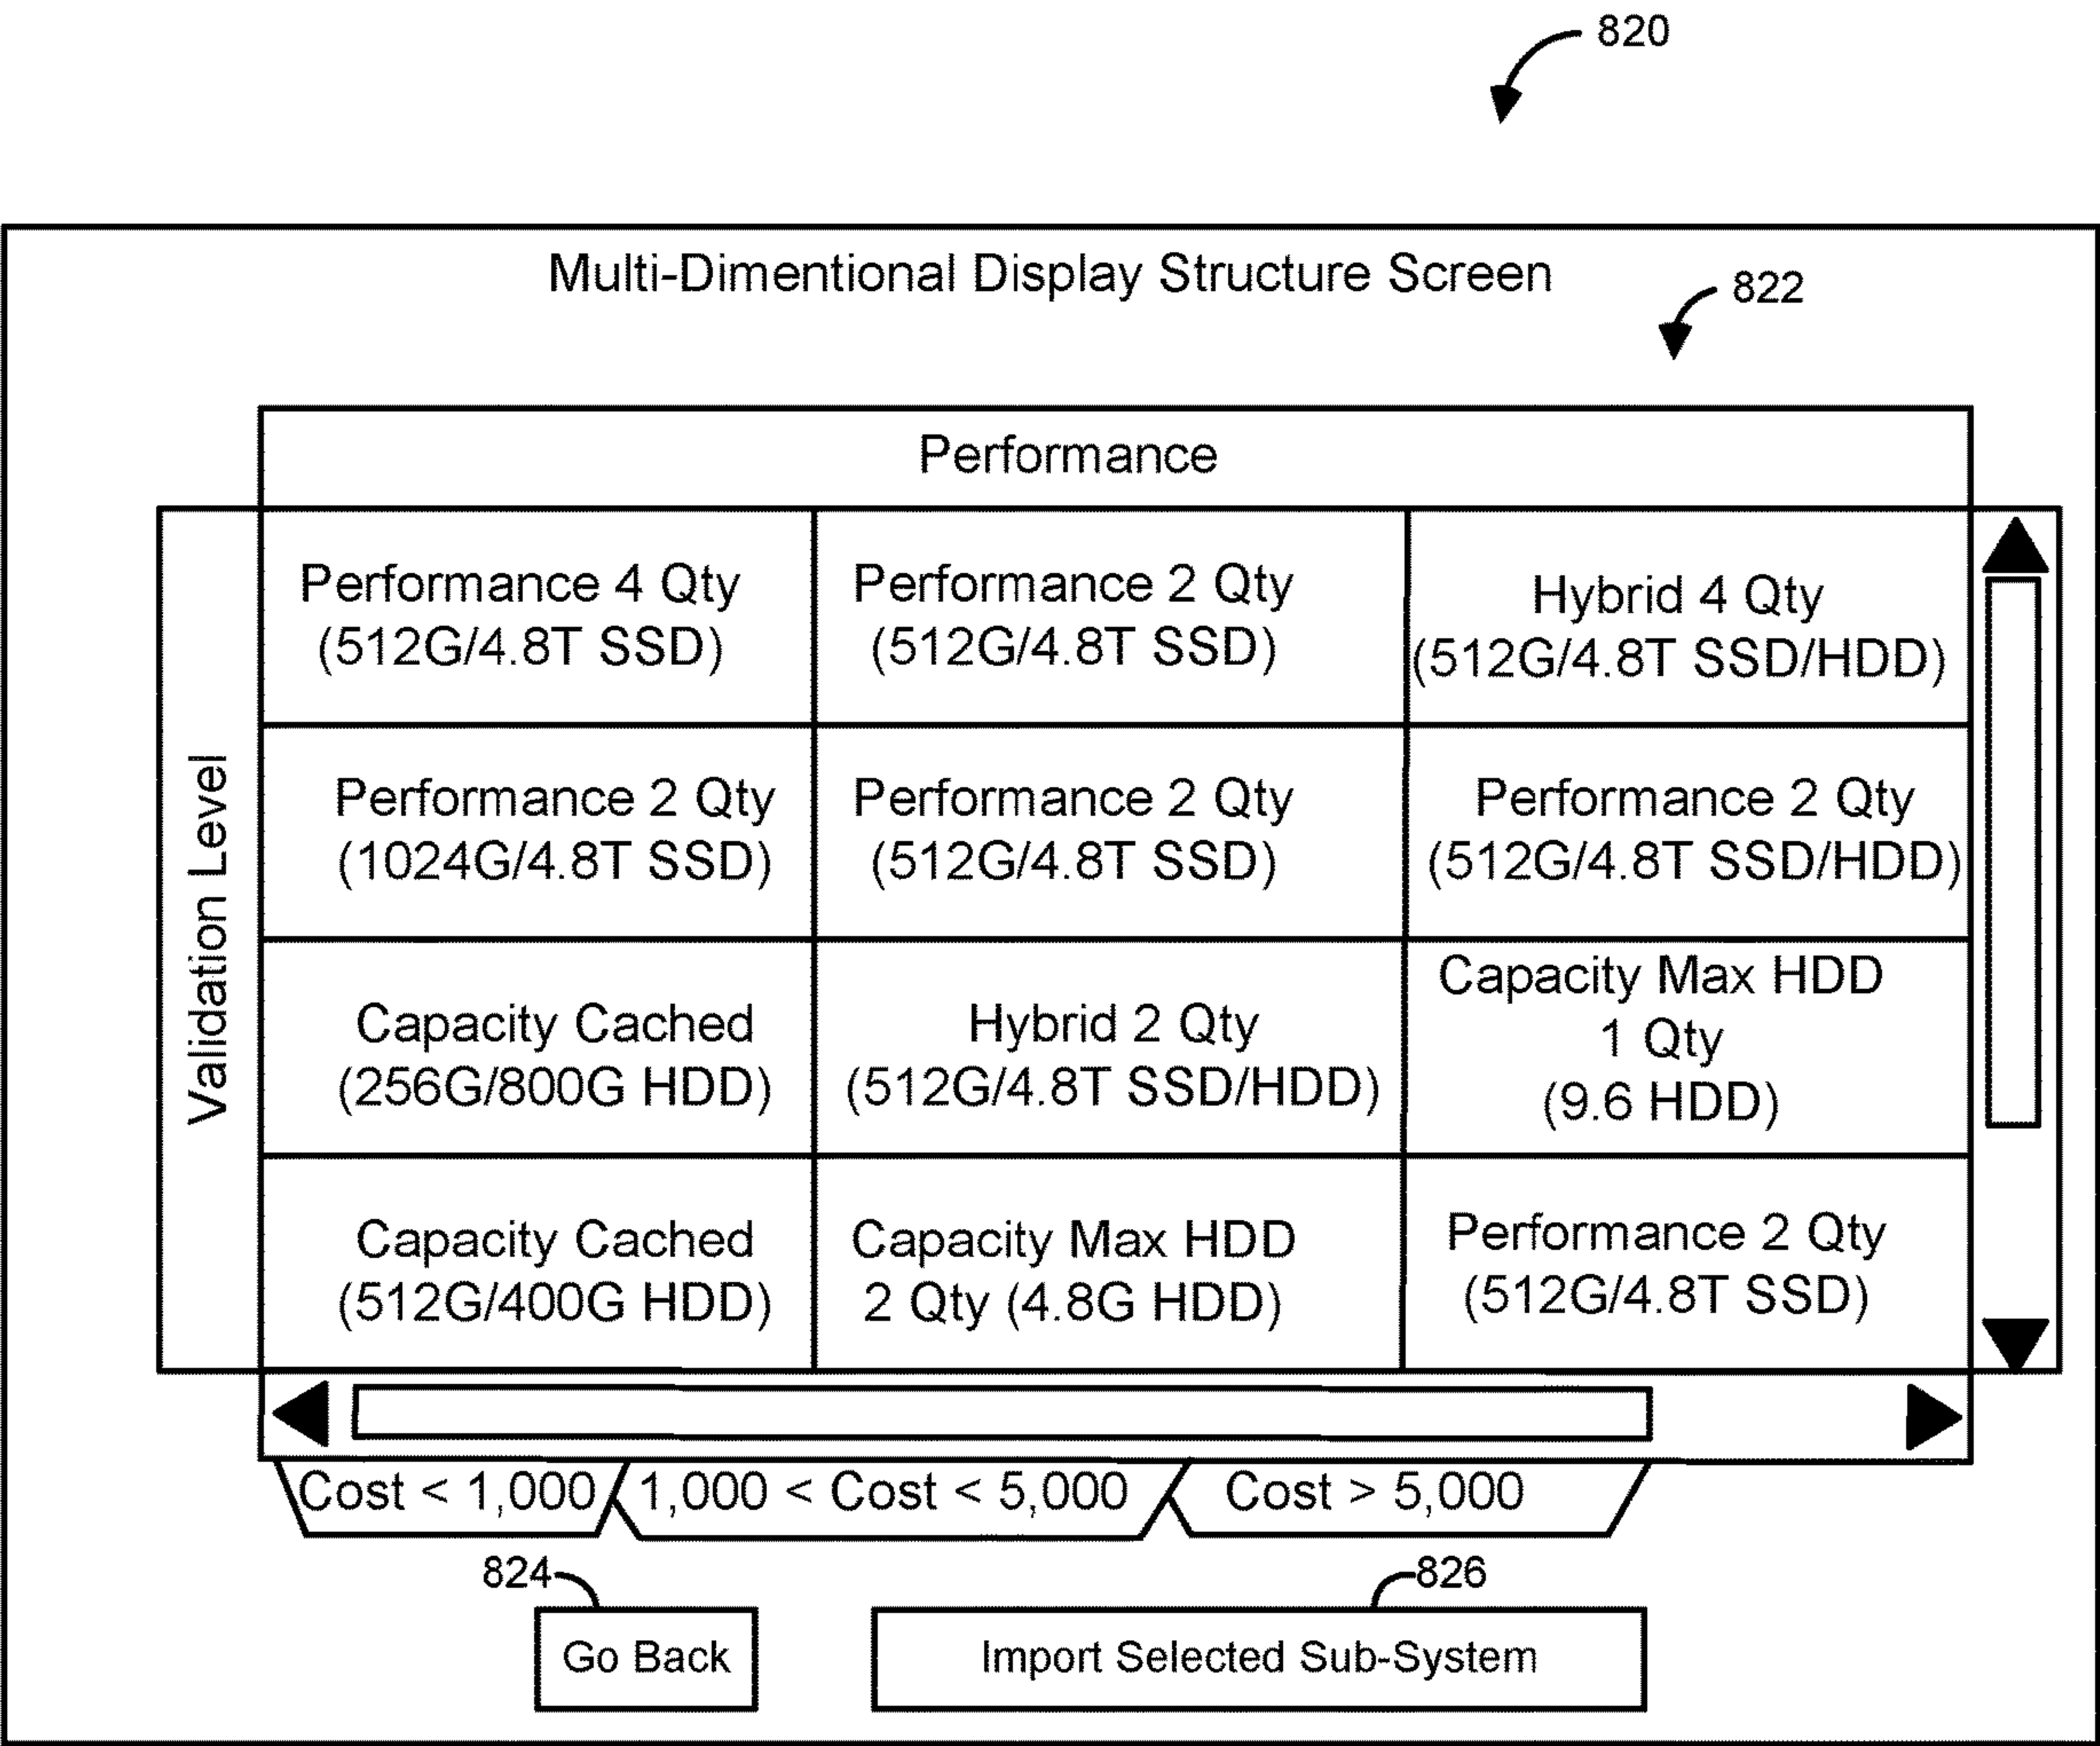 820
Multi-Dimentional Display Structure Screen
822
Performance
Validation Level
Performance 4 Qty
(512G/4.8T SSD)
Performance 2 Qty
(512G/4.8T SSD)
Hybrid 4 Qty
(512G/4.8T SSD/HDD)
Performance 2 Qty
(1024G/4.8T SSD)
Performance 2 Qty
(512G/4.8T SSD)
Performance 2 Qty
(512G/4.8T SSD/HDD)
Capacity Cached
(256G/800G HDD)
Hybrid 2 Qty
(512G/4.8T SSD/HDD)
Capacity Max HDD
1 Qty
(9.6 HDD)
Capacity Cached
(512G/400G HDD)
Capacity Max HDD
2 Qty (4.8G HDD)
Performance 2 Qty
(512G/4.8T SSD)
Cost < 1,000
1,000 < Cost < 5,000
Cost > 5,000
824
826
Go Back
Import Selected Sub-System